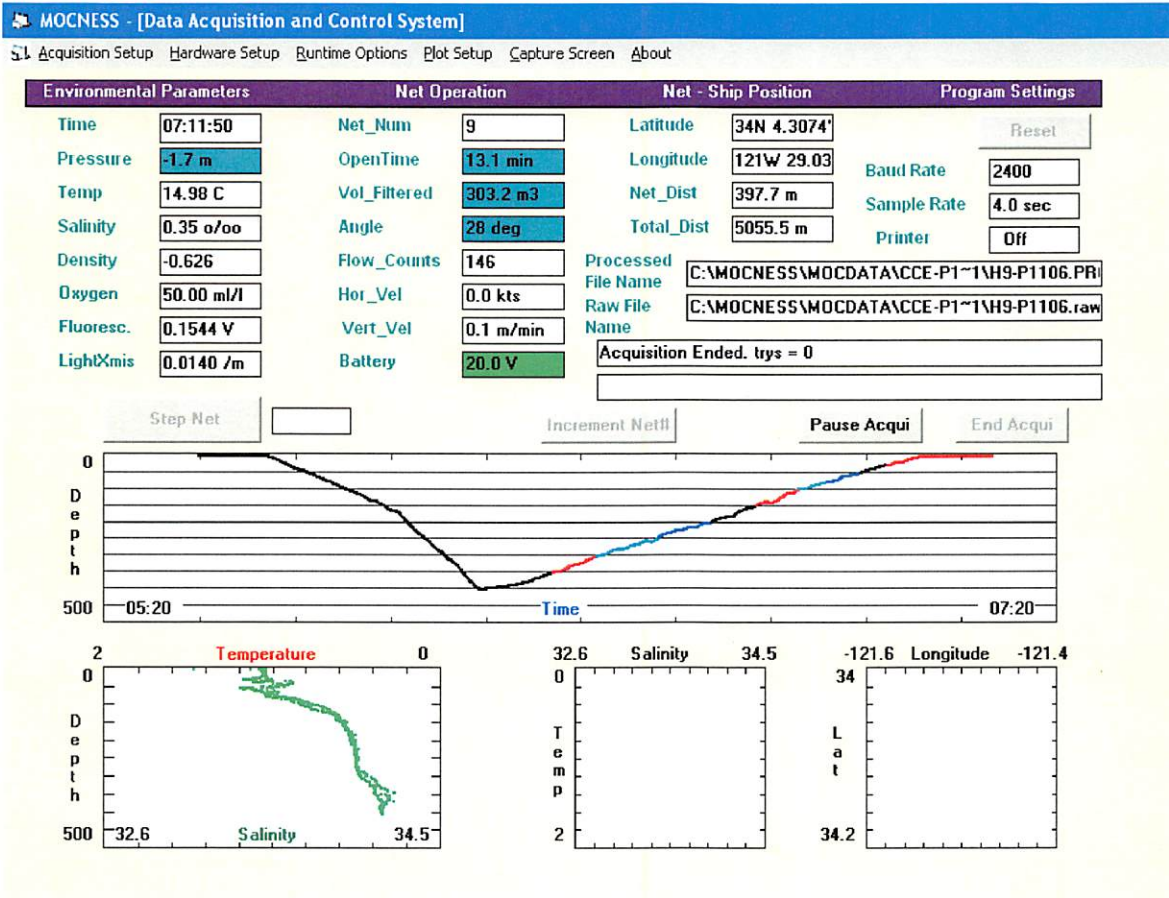 MOCNESS - [Data Acquisition and Control System]
Acquisition Setup Hardware Setup Runtime Options Plot Setup Capture Screen About
Environmental Parameters Net Operation Net - Ship Position Program Settings
Time 07:11:50 Net_Num 9 Latitude 34N 4.3074' Reset
Pressure -1.7 m OpenTime 13.1 min Longitude 121W 29.03 Baud Rate 2400
Temp 14.98 C Vol_Filtered 303.2 m3 Net_Dist 397.7 m Sample Rate 4.0 sec
Salinity 0.35 o/oo Angle 28 deg Total_Dist 5055.5 m Printer Off
Density -0.626 Flow_Counts 146 Processed File Name C:\MOCNESS\MOCDATA\CCE-P1~1\H9-P1106.PR
Oxygen 50.00 ml/l Hor_Vel 0.0 kts Raw File Name C:\MOCNESS\MOCDATA\CCE-P1~1\H9-P1106.raw
Fluoresc. 0.1544 V Vert_Vel 0.1 m/min
LightXmis 0.0140 /m Battery 20.0 V Acquisition Ended. trys = 0
Step Net Increment Net# Pause Acqui End Acqui
0
Depth
500 05:20 Time 07:20
2 Temperature 0
0
Depth
500 32.6 Salinity 34.5
32.6 Salinity 34.5
0
Temp
2
-121.6 Longitude -121.4
34
Lat
34.2